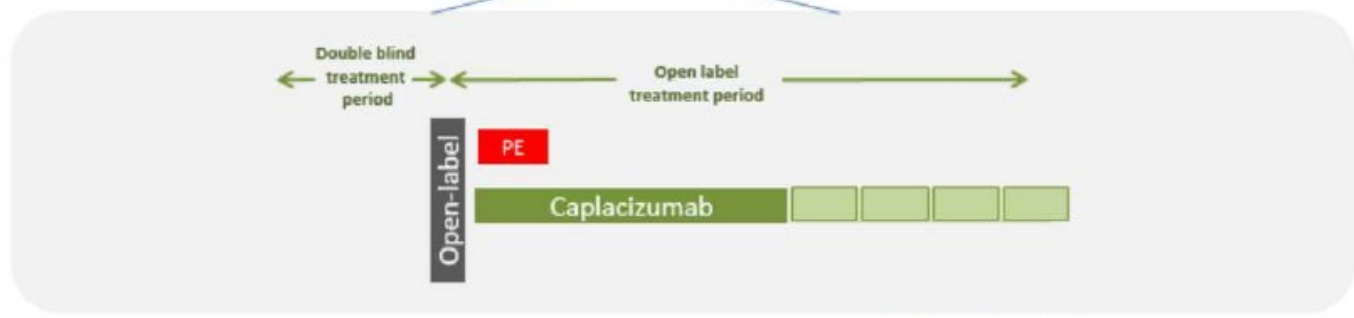 Double blind
treatment
period
Open label
treatment period
Open-label
PE
Caplacizumab